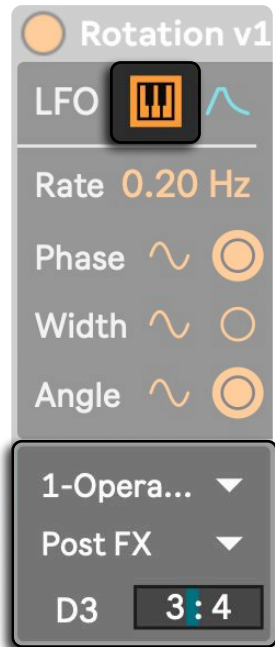 Rotation v1
LFO
Rate 0.20 Hz
Phase
Width
Angle
1-Opera...
Post FX
D3 3:4